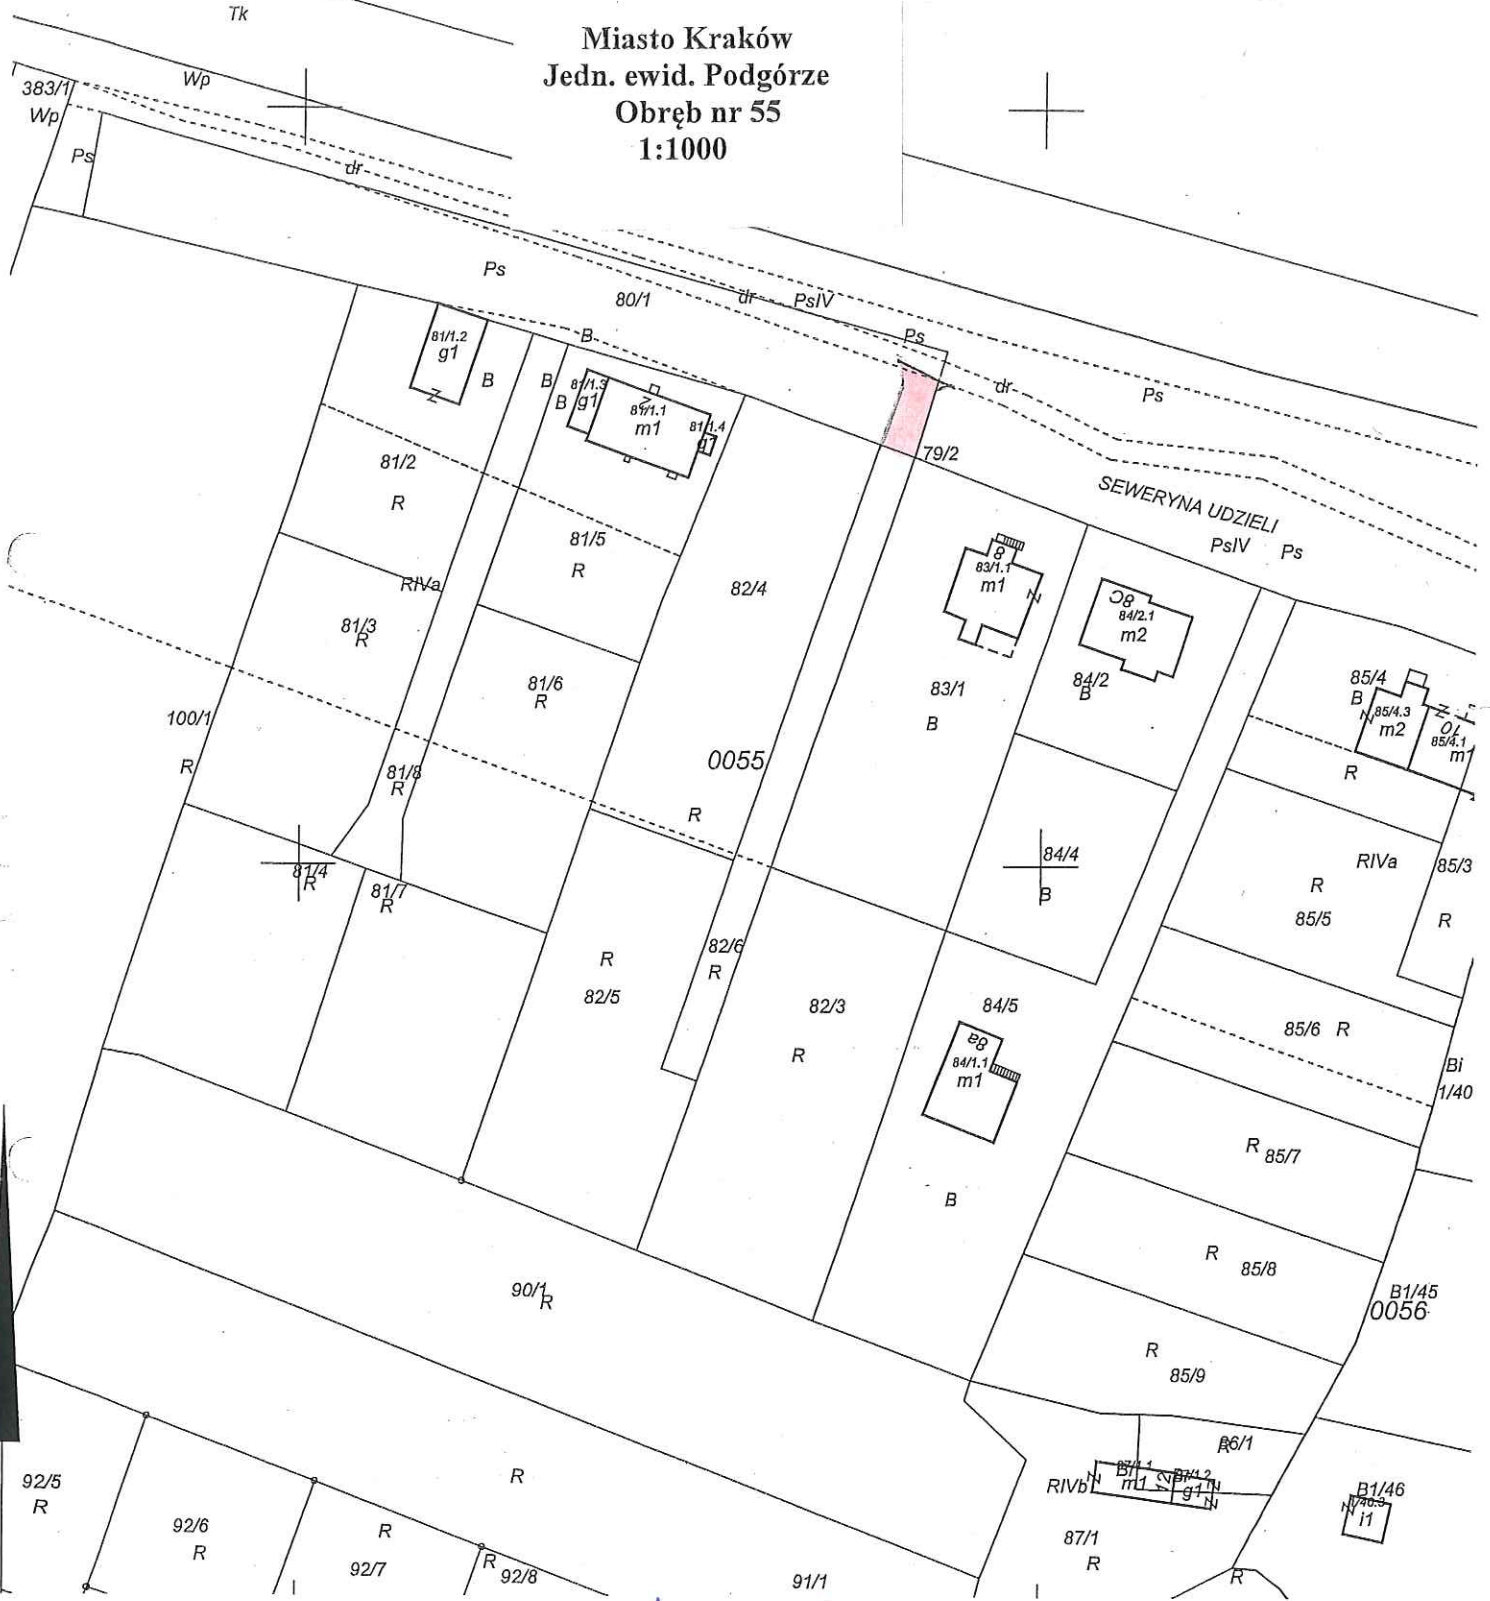 Tk
Miasto Kraków
Jedn. ewid. Podgórze
Obręb nr 55
1:1000
Wp
383/1
Wp
Ps
dr
Ps
80/1
dr
PsIV
Ps
B
81/1.2
g1
B
B
81/1.3
g1
B
81/1.1
m1
81/1.4
g1
dr
Ps
79/2
81/2
R
SEWERYNA UDZIELI
PsIV
Ps
81/5
R
8
83/1.1
m1
82/4
RIVa
8C
84/2.1
m2
81/3
R
81/6
R
83/1
B
84/2
B
85/4
B
85/4.3
m2
10
85/4.1
m1
100/1
R
0055
81/8
R
R
R
84/4
B
RIVa
85/3
R
85/5
R
81/4
R
81/7
R
82/6
R
R
82/5
82/3
R
84/5
8a
84/1.1
m1
85/6
R
Bi
1/40
R
85/7
B
R
85/8
90/1
R
B1/45
0056
R
85/9
86/1
R
92/5
R
R
RIVb
m1
12
g1
B1/46
i1
92/6
R
R
92/7
R
92/8
91/1
87/1
R
R